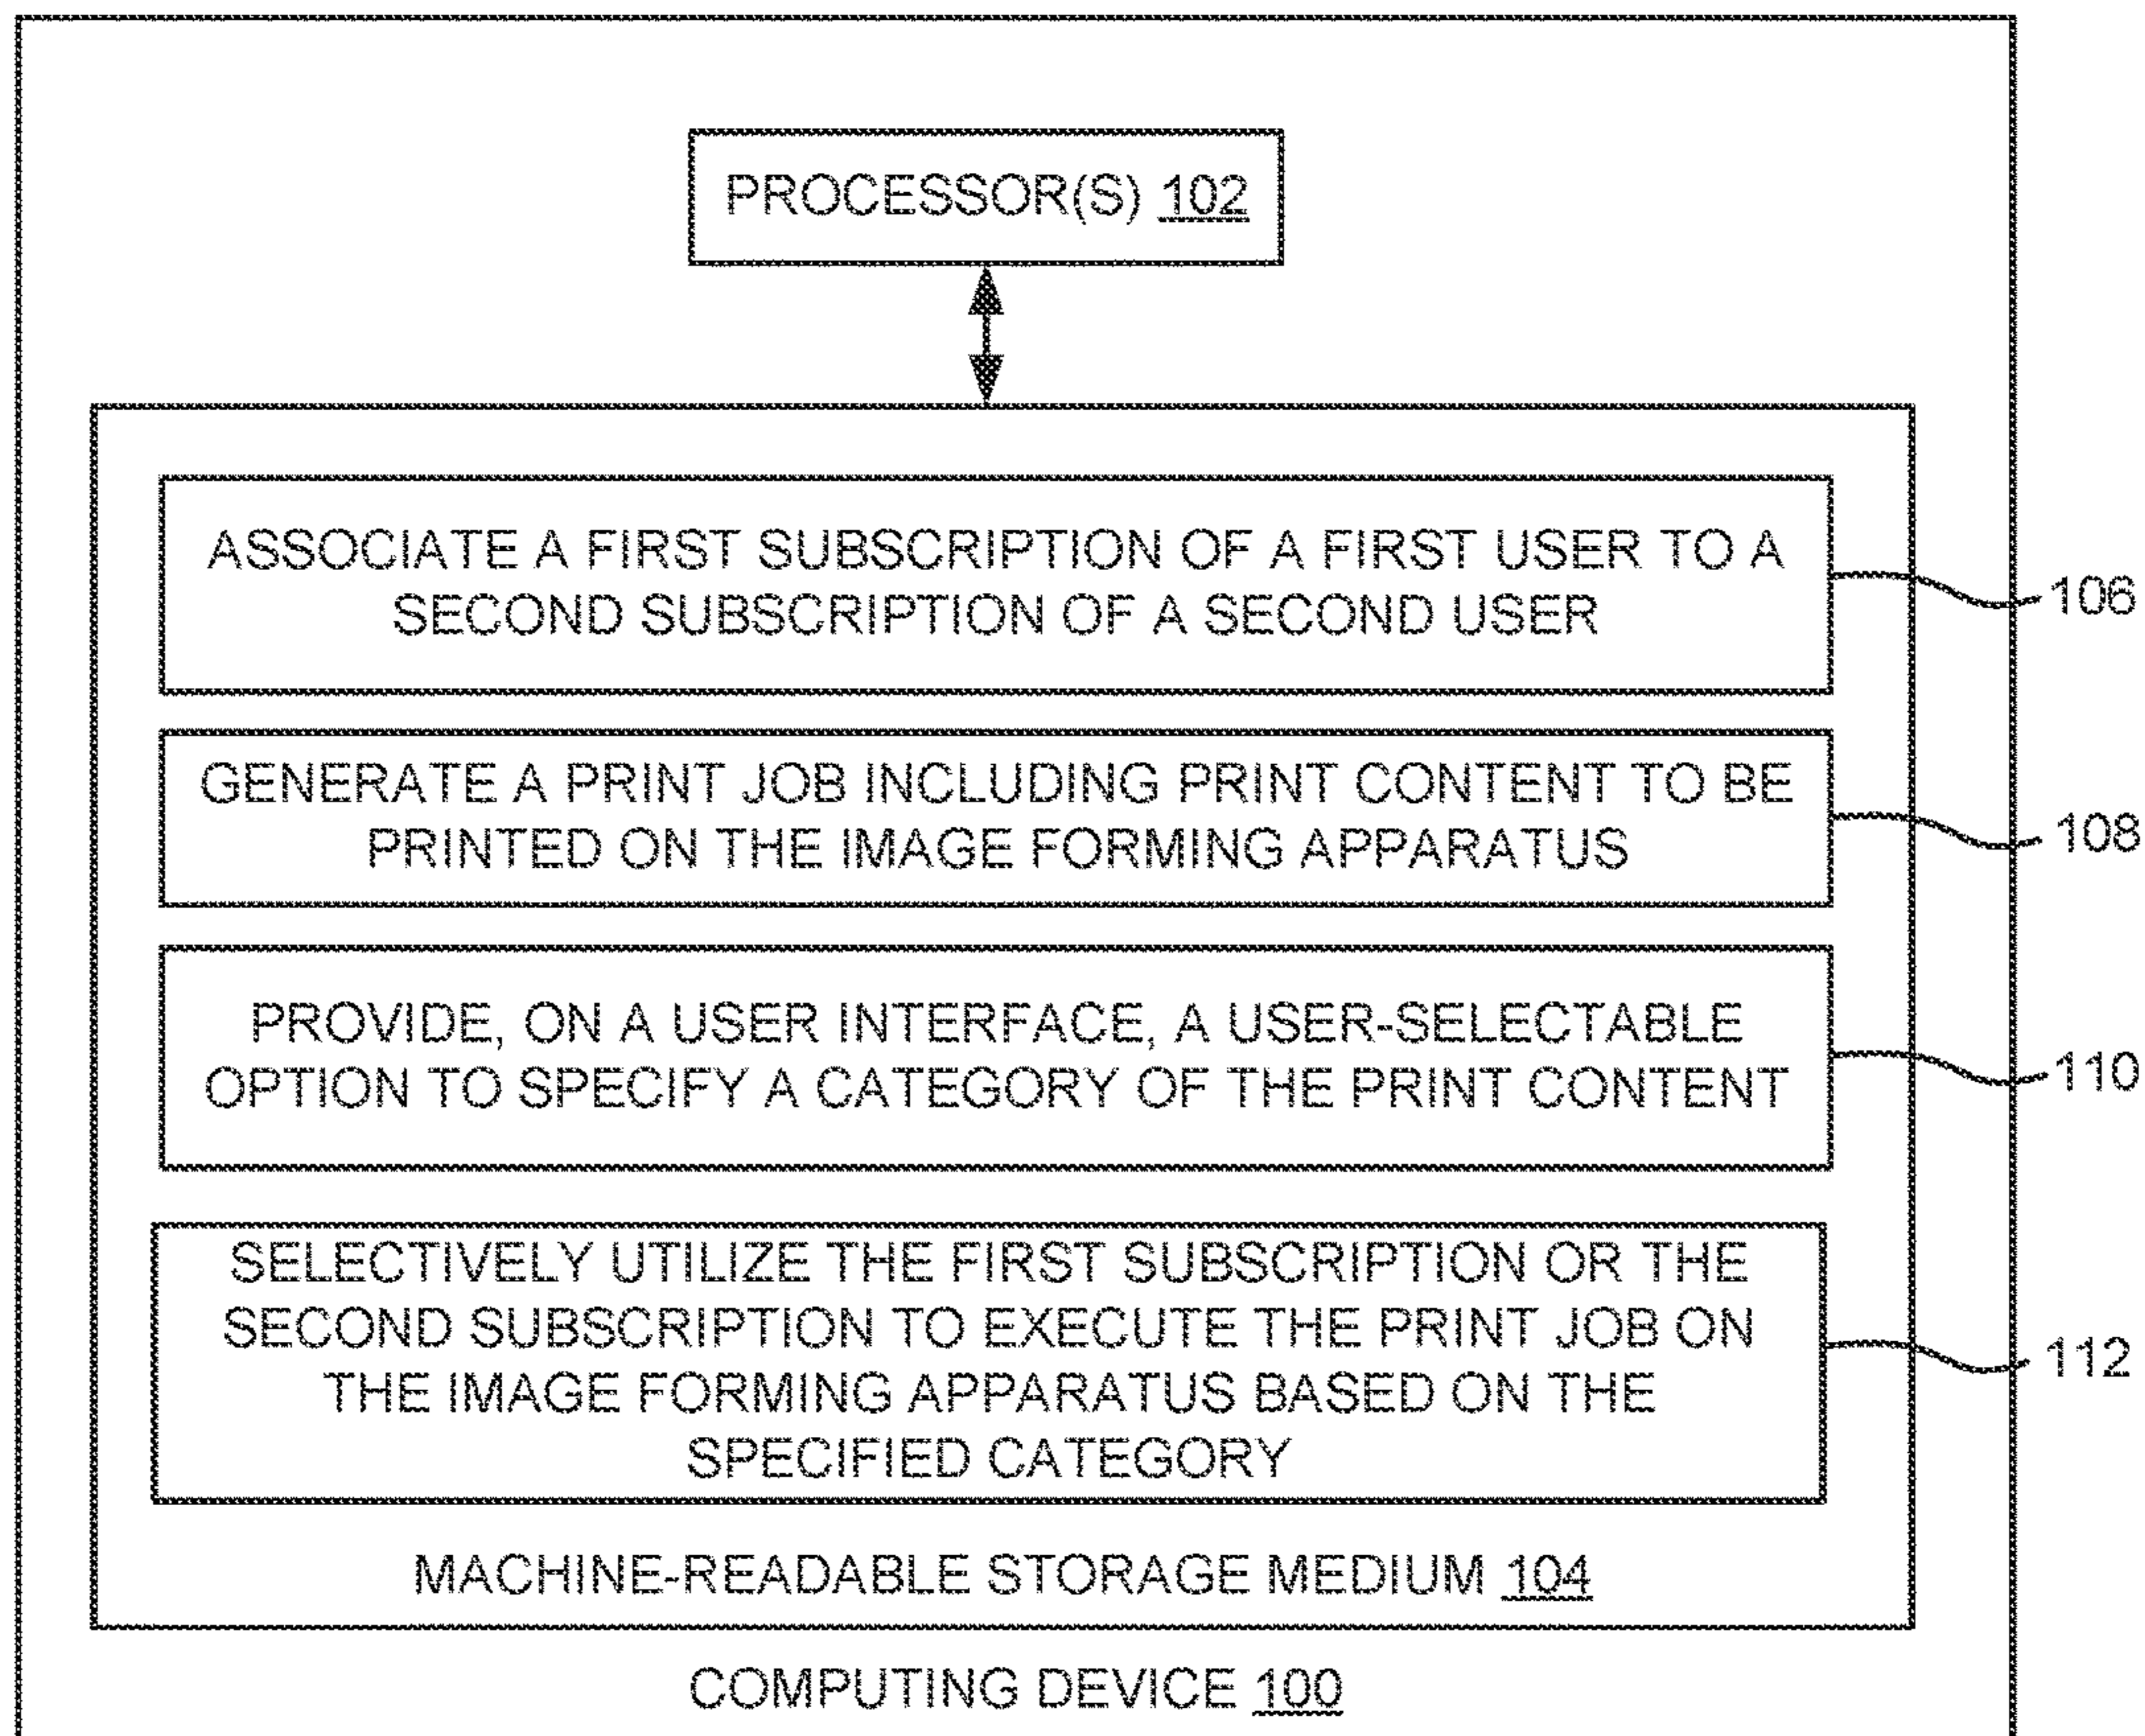 PROCESSOR(S) 102
ASSOCIATE A FIRST SUBSCRIPTION OF A FIRST USER TO A
SECOND SUBSCRIPTION OF A SECOND USER
106
GENERATE A PRINT JOB INCLUDING PRINT CONTENT TO BE
PRINTED ON THE IMAGE FORMING APPARATUS
108
PROVIDE, ON A USER INTERFACE, A USER-SELECTABLE
OPTION TO SPECIFY A CATEGORY OF THE PRINT CONTENT
110
SELECTIVELY UTILIZE THE FIRST SUBSCRIPTION OR THE
SECOND SUBSCRIPTION TO EXECUTE THE PRINT JOB ON
THE IMAGE FORMING APPARATUS BASED ON THE
SPECIFIED CATEGORY
112
MACHINE-READABLE STORAGE MEDIUM 104
COMPUTING DEVICE 100